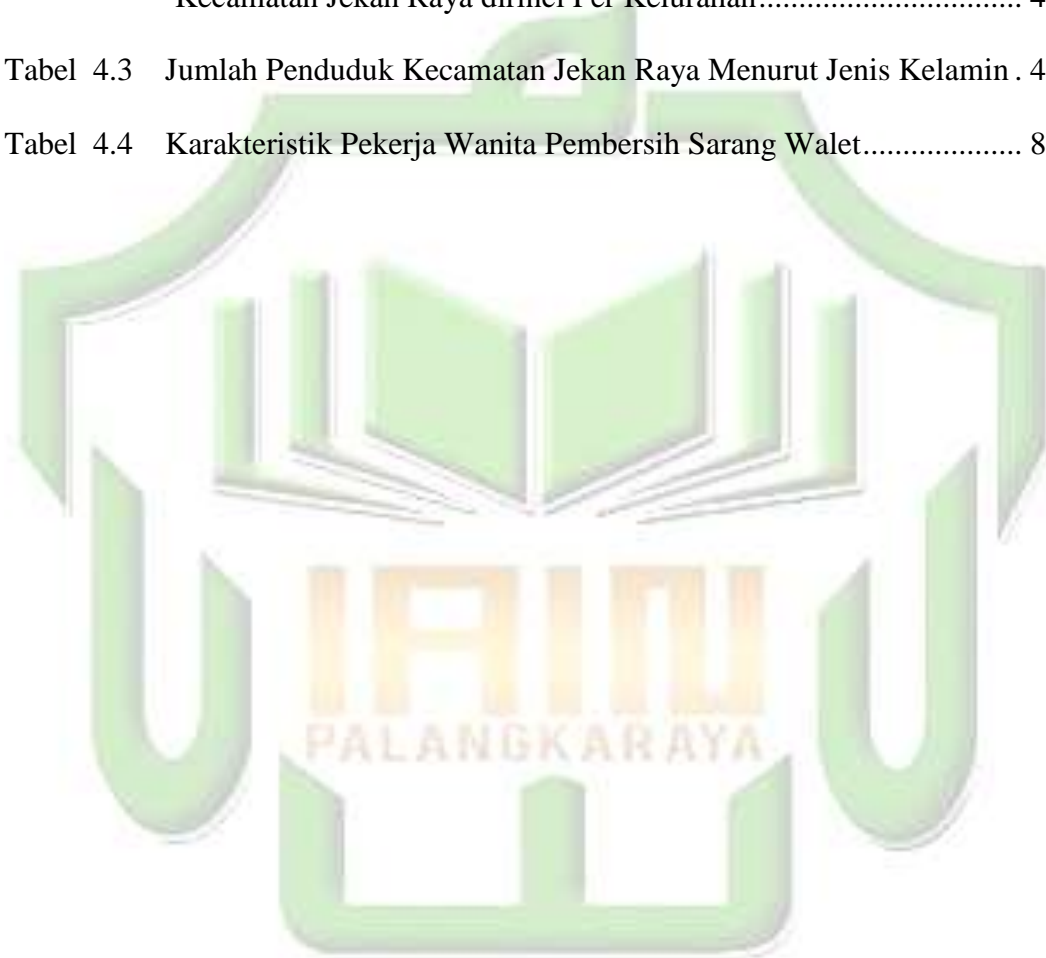 Kecamatan Jekan Raya dirinci Per Kelurahan................................. 4
Tabel 4.3 Jumlah Penduduk Kecamatan Jekan Raya Menurut Jenis Kelamin . 4
Tabel 4.4 Karakteristik Pekerja Wanita Pembersih Sarang Walet.................... 8
IAIN
PALANGKARAYA